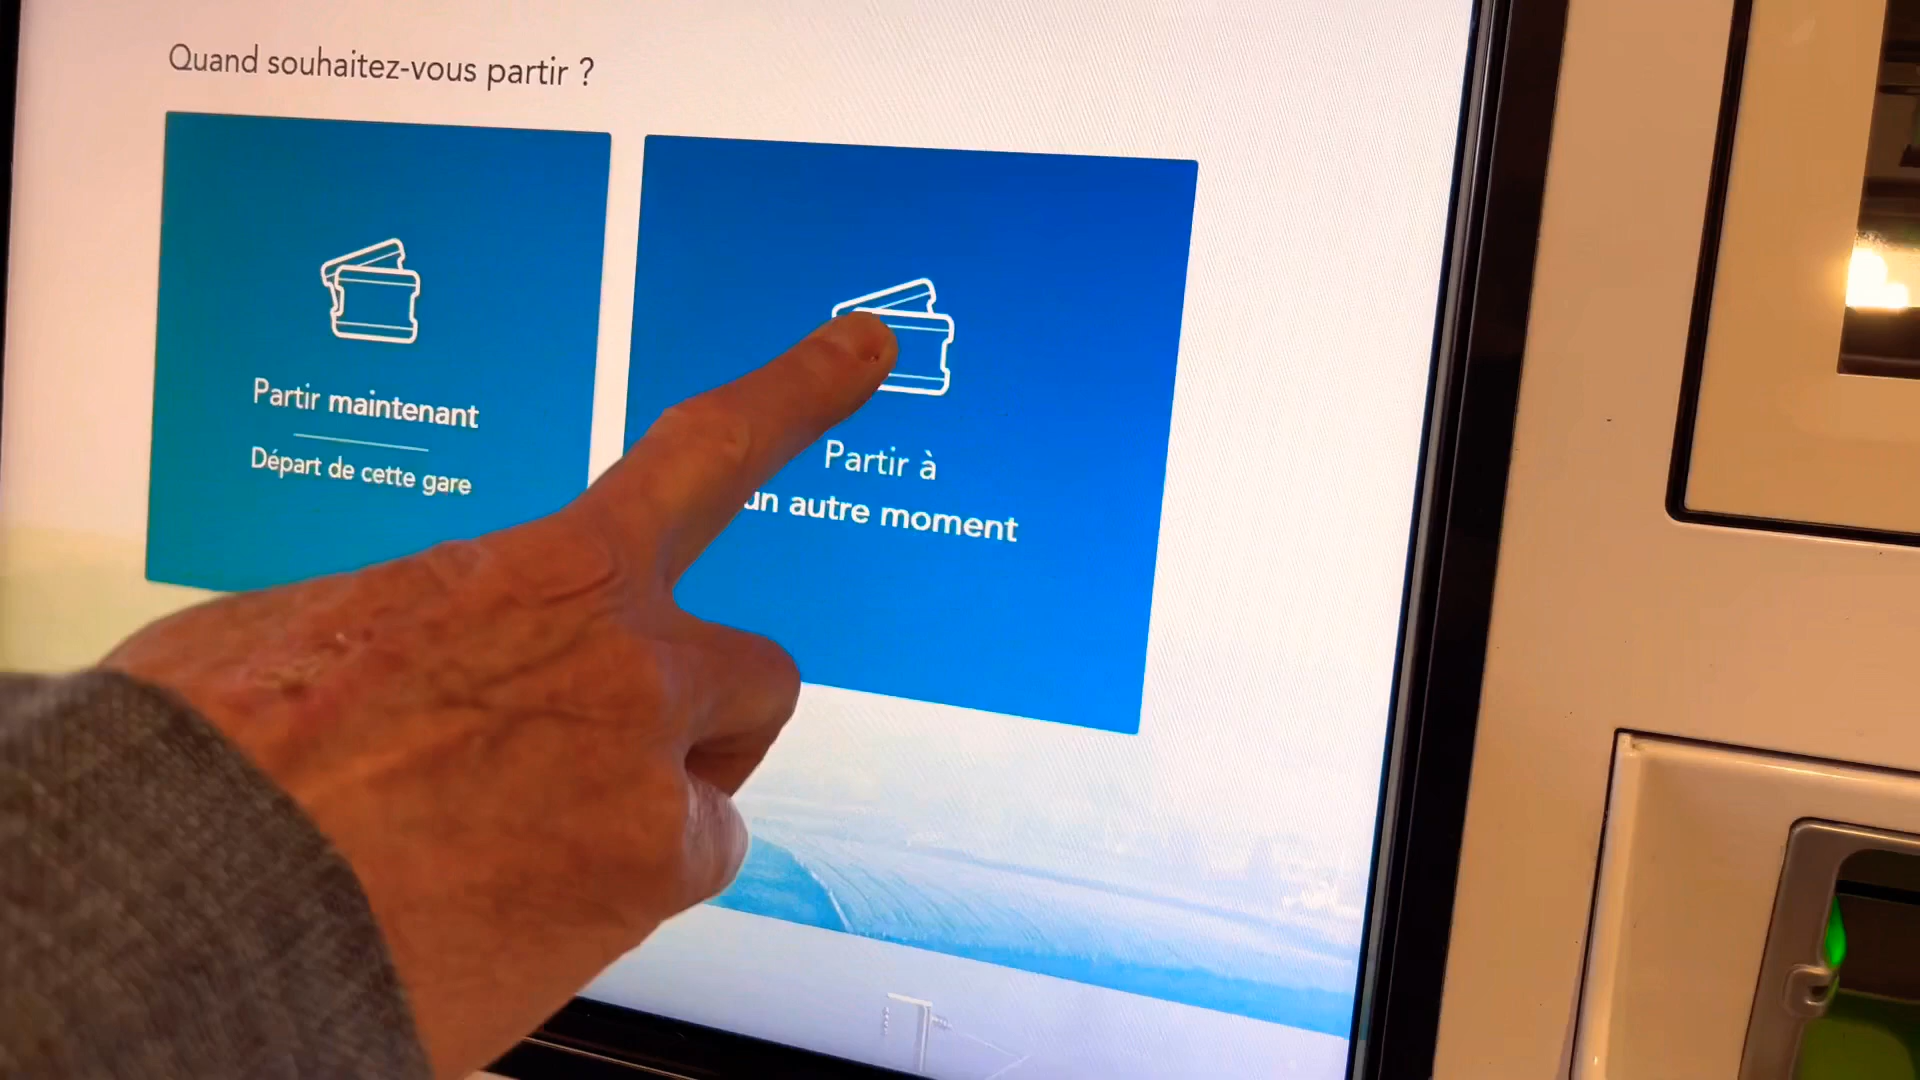 Quand souhaitez-vous partir ?
Partir maintenant
Départ de cette gare
Partir à
un autre moment